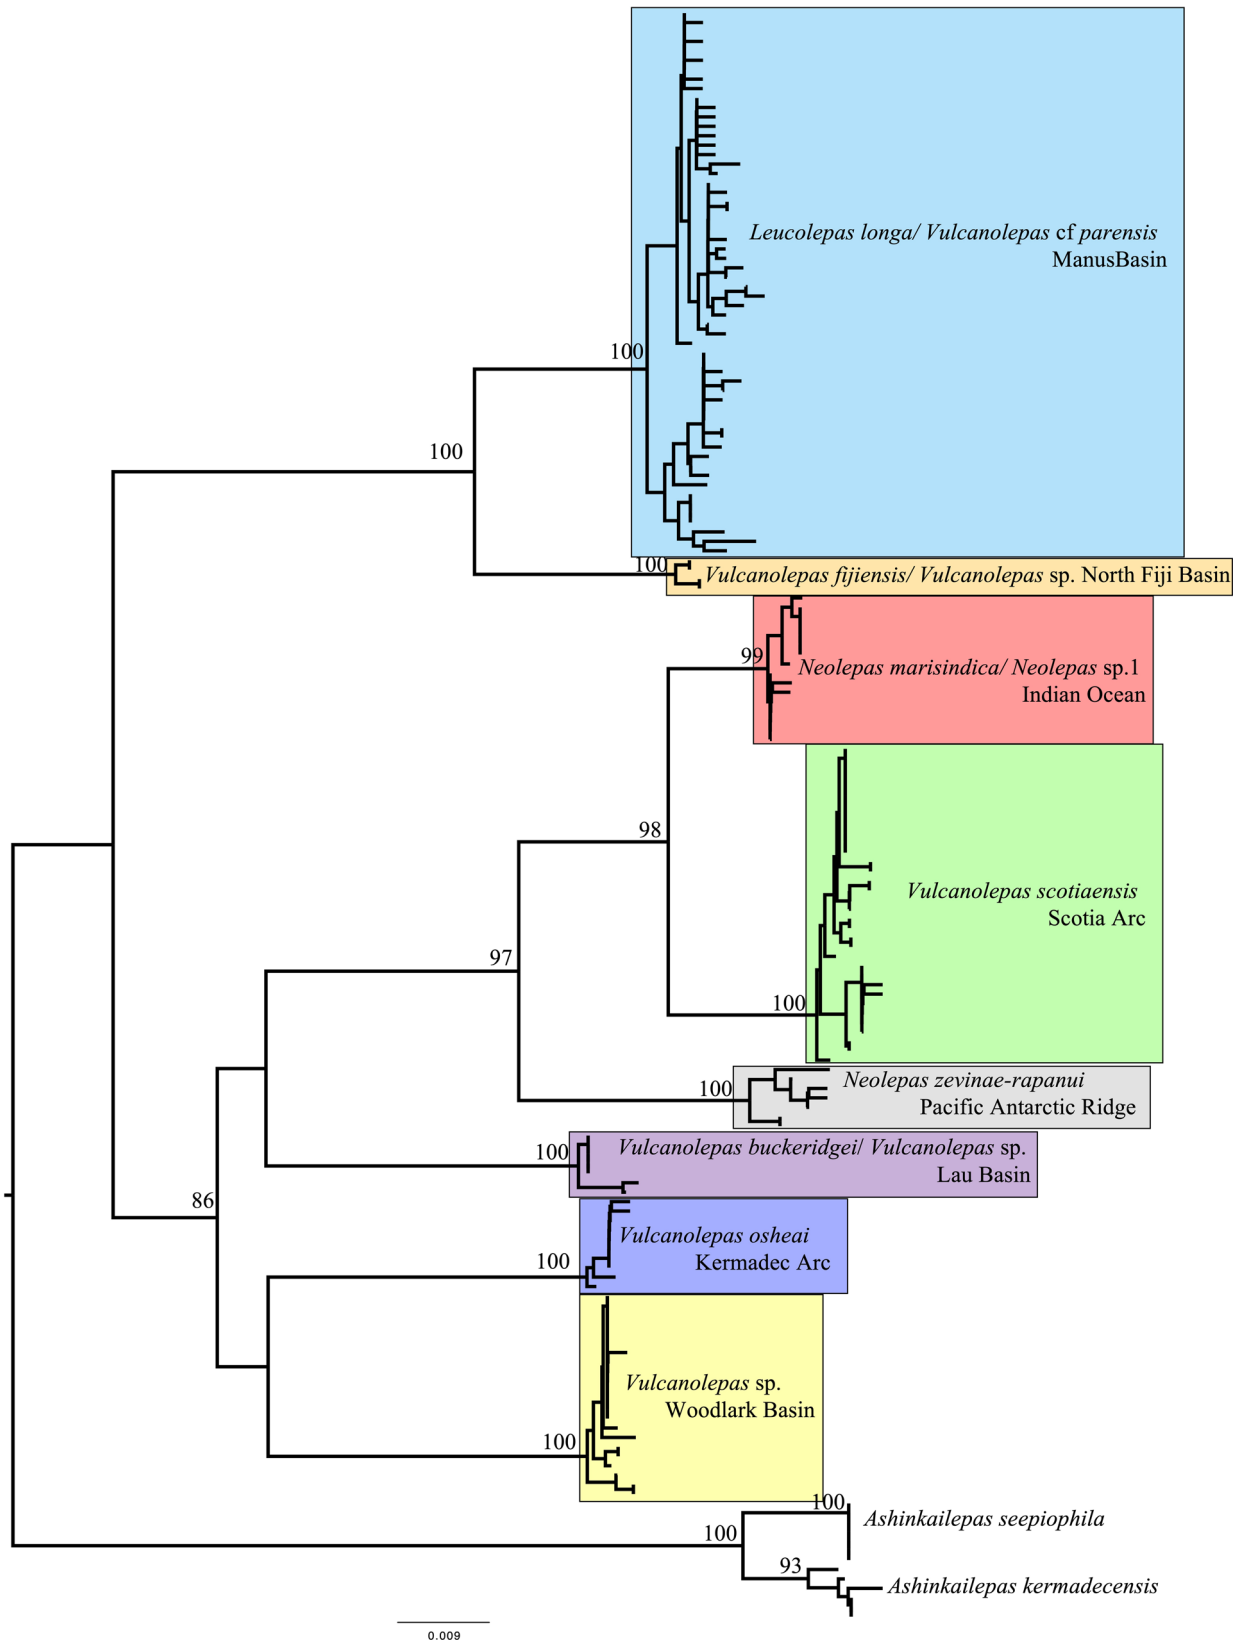 Leucolepas longa/ Vulcanolepas cf parensis
ManusBasin
100
100
100
Vulcanolepas fijiensis/ Vulcanolepas sp. North Fiji Basin
99
Neolepas marisindica/ Neolepas sp.1
Indian Ocean
98
Vulcanolepas scotiaensis
Scotia Arc
97
100
Neolepas zevinae-rapanui
100
Pacific Antarctic Ridge
Vulcanolepas buckeridgei/ Vulcanolepas sp.
100
Lau Basin
86
Vulcanolepas osheai
100
Kermadec Arc
Vulcanolepas sp.
Woodlark Basin
100
100
Ashinkailepas seepiophila
100
93
Ashinkailepas kermadecensis
0.009